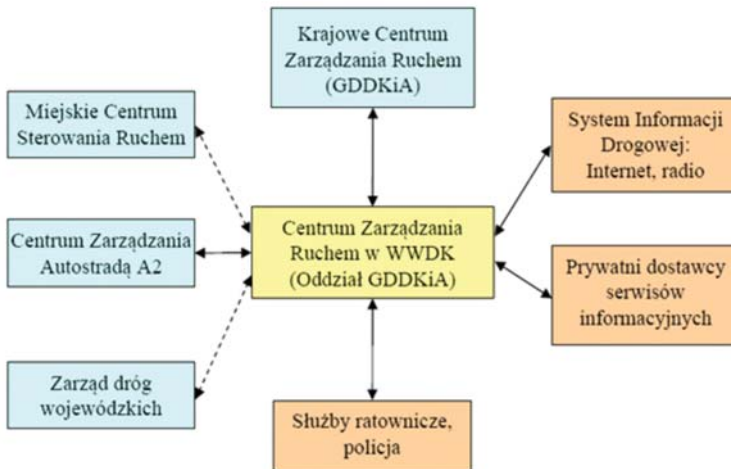 Krajowe Centrum
Zarządzania Ruchem
(GDDKiA)
Miejskie Centrum
Sterowania Ruchem
System Informacji
Drogowej:
Internet, radio
Centrum Zarządzania
Autostradą A2
Centrum Zarządzania
Ruchem w WWDK
(Oddział GDDKiA)
Prywatni dostawcy
serwisów
informacyjnych
Zarząd dróg
wojewódzkich
Służby ratownicze,
policja